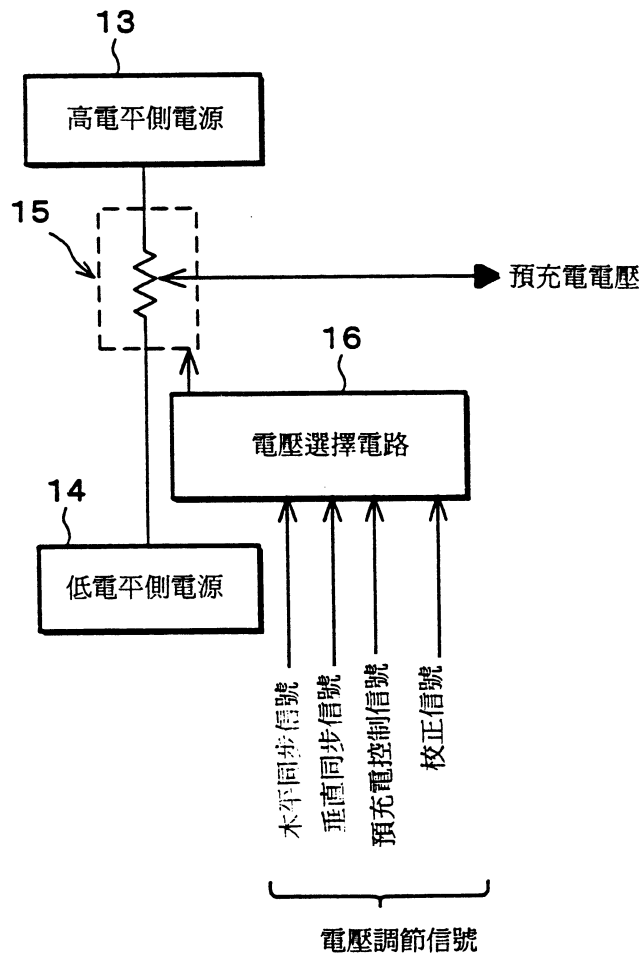 13
高電平側電源
15
預充電電壓
16
電壓選擇電路
14
低電平側電源
水平同步信號
垂直同步信號
預充電控制信號
校正信號
電壓調節信號